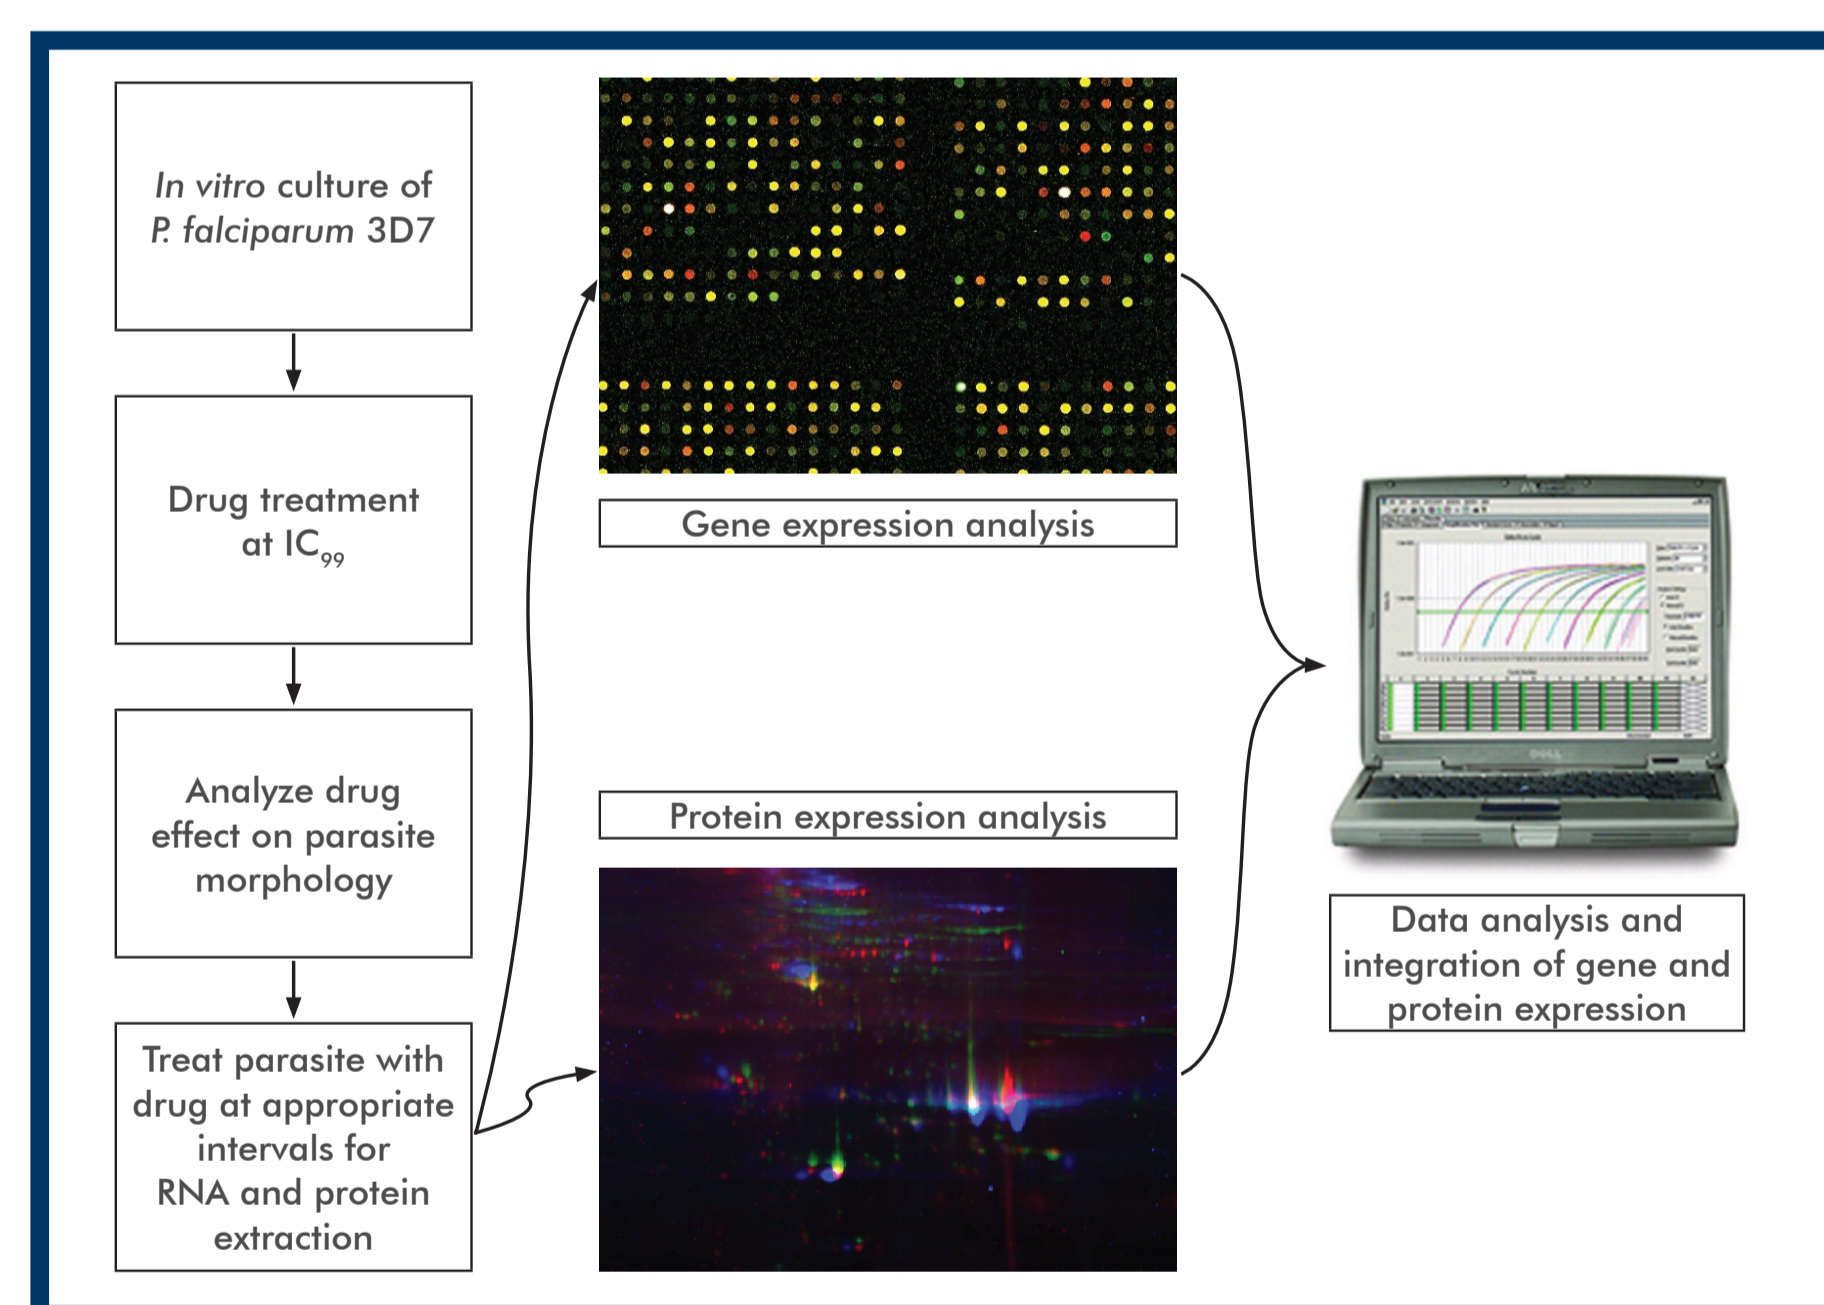 In vitro culture of
P. falciparum 3D7
Drug treatment
at IC99
Analyze drug
effect on parasite
morphology
Treat parasite with
drug at appropriate
intervals for
RNA and protein
extraction
Gene expression analysis
Protein expression analysis
DELL
Data analysis and
integration of gene and
protein expression